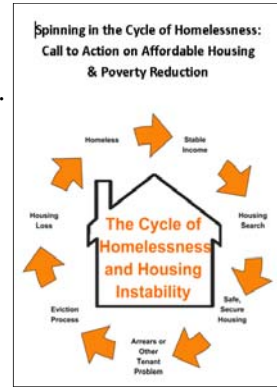 Spinning in the Cycle of Homelessness:
Call to Action on Affordable Housing
& Poverty Reduction
Homeless
Stable
Income
Housing
Search
Safe,
Secure
Housing
Arrears or
Other
Tenant
Problem
Eviction
Process
Housing
Loss
The Cycle of
Homelessness
and Housing
Instability